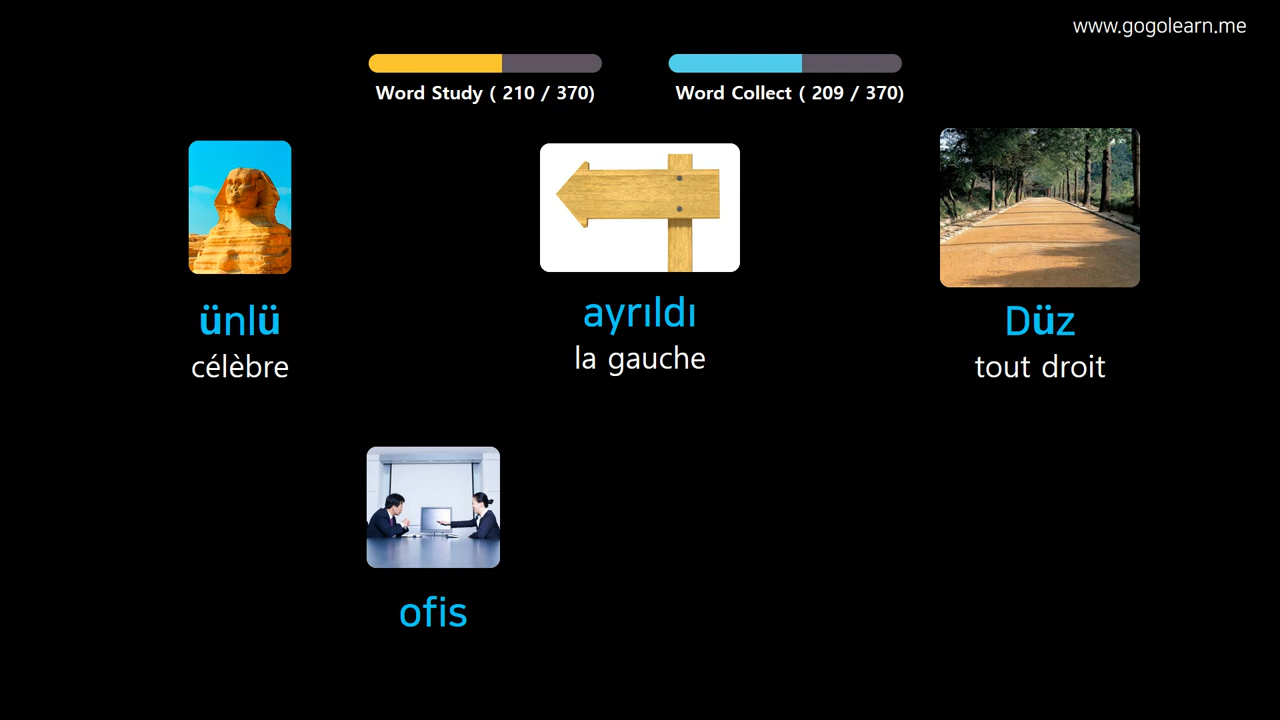 www.gogolearn.me
Word Study ( 210 / 370)
Word Collect ( 209 / 370)
ünlü
célèbre
ayrıldı
la gauche
Düz
tout droit
ofis